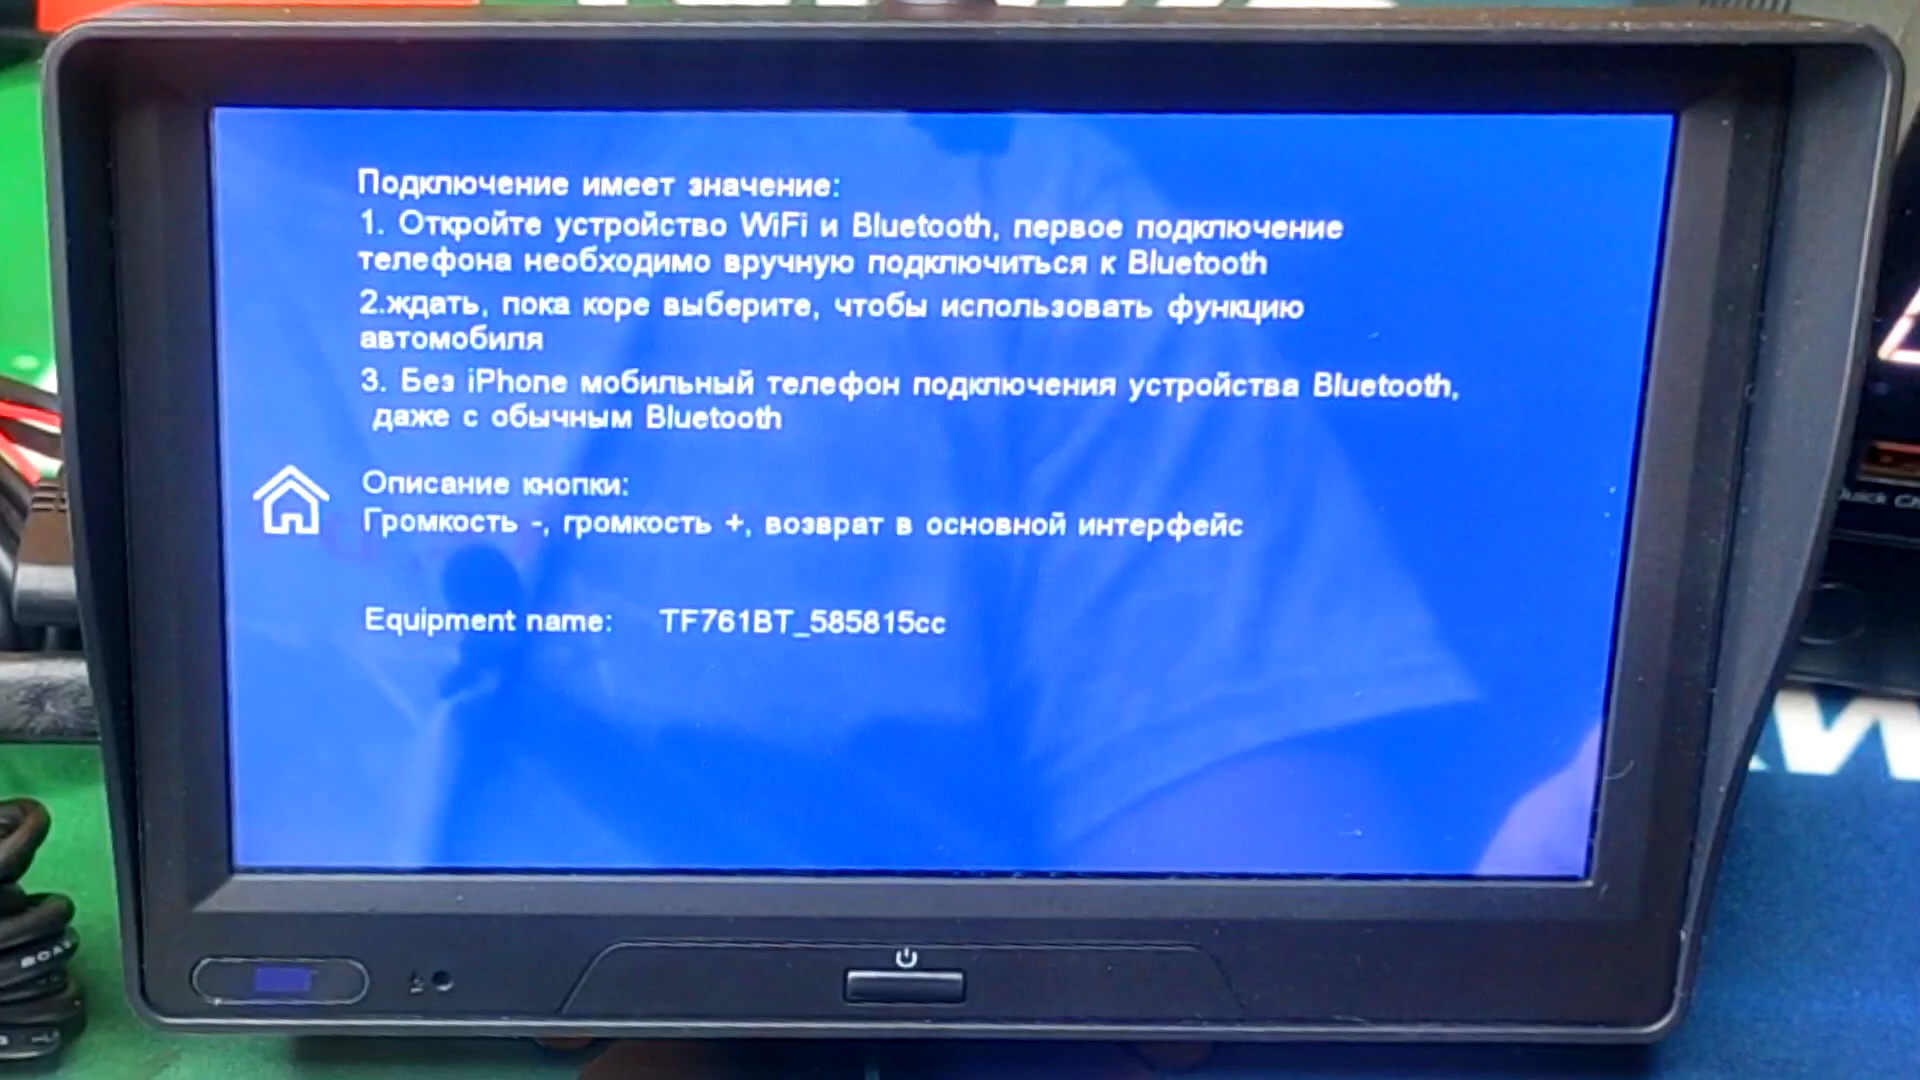 Подключение имеет значение:
1. Откройте устройство WiFi и Bluetooth, первое подключение
телефона необходимо вручную подключиться к Bluetooth
2.ждать, пока коре выберите, чтобы использовать функцию
автомобиля
3. Без iPhone мобильный телефон подключения устройства Bluetooth,
даже с обычным Bluetooth
Описание кнопки:
Громкость -, громкость +, возврат в основной интерфейс
Equipment name: TF761BT_585815cc